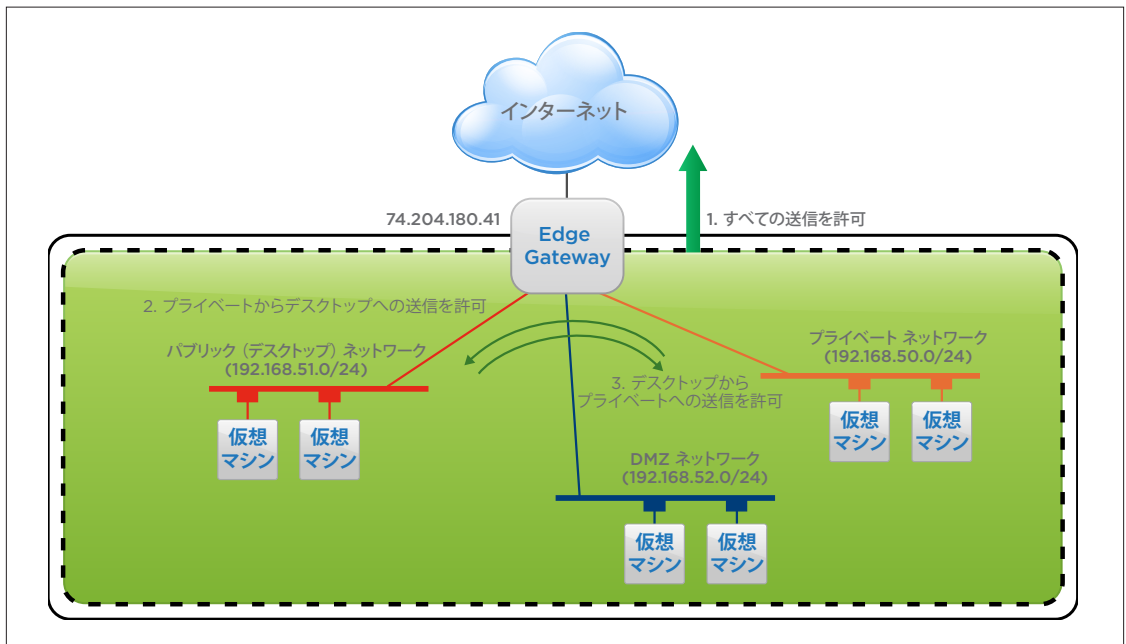 インターネット
74.204.180.41
1. すべての送信を許可
Edge
Gateway
2. プライベートからデスクトップへの送信を許可
パブリック（デスクトップ）ネットワーク
(192.168.51.0/24)
プライベート ネットワーク
(192.168.50.0/24)
3. デスクトップから
プライベートへの送信を許可
仮想
マシン
仮想
マシン
仮想
マシン
仮想
マシン
DMZ ネットワーク
(192.168.52.0/24)
仮想
マシン
仮想
マシン